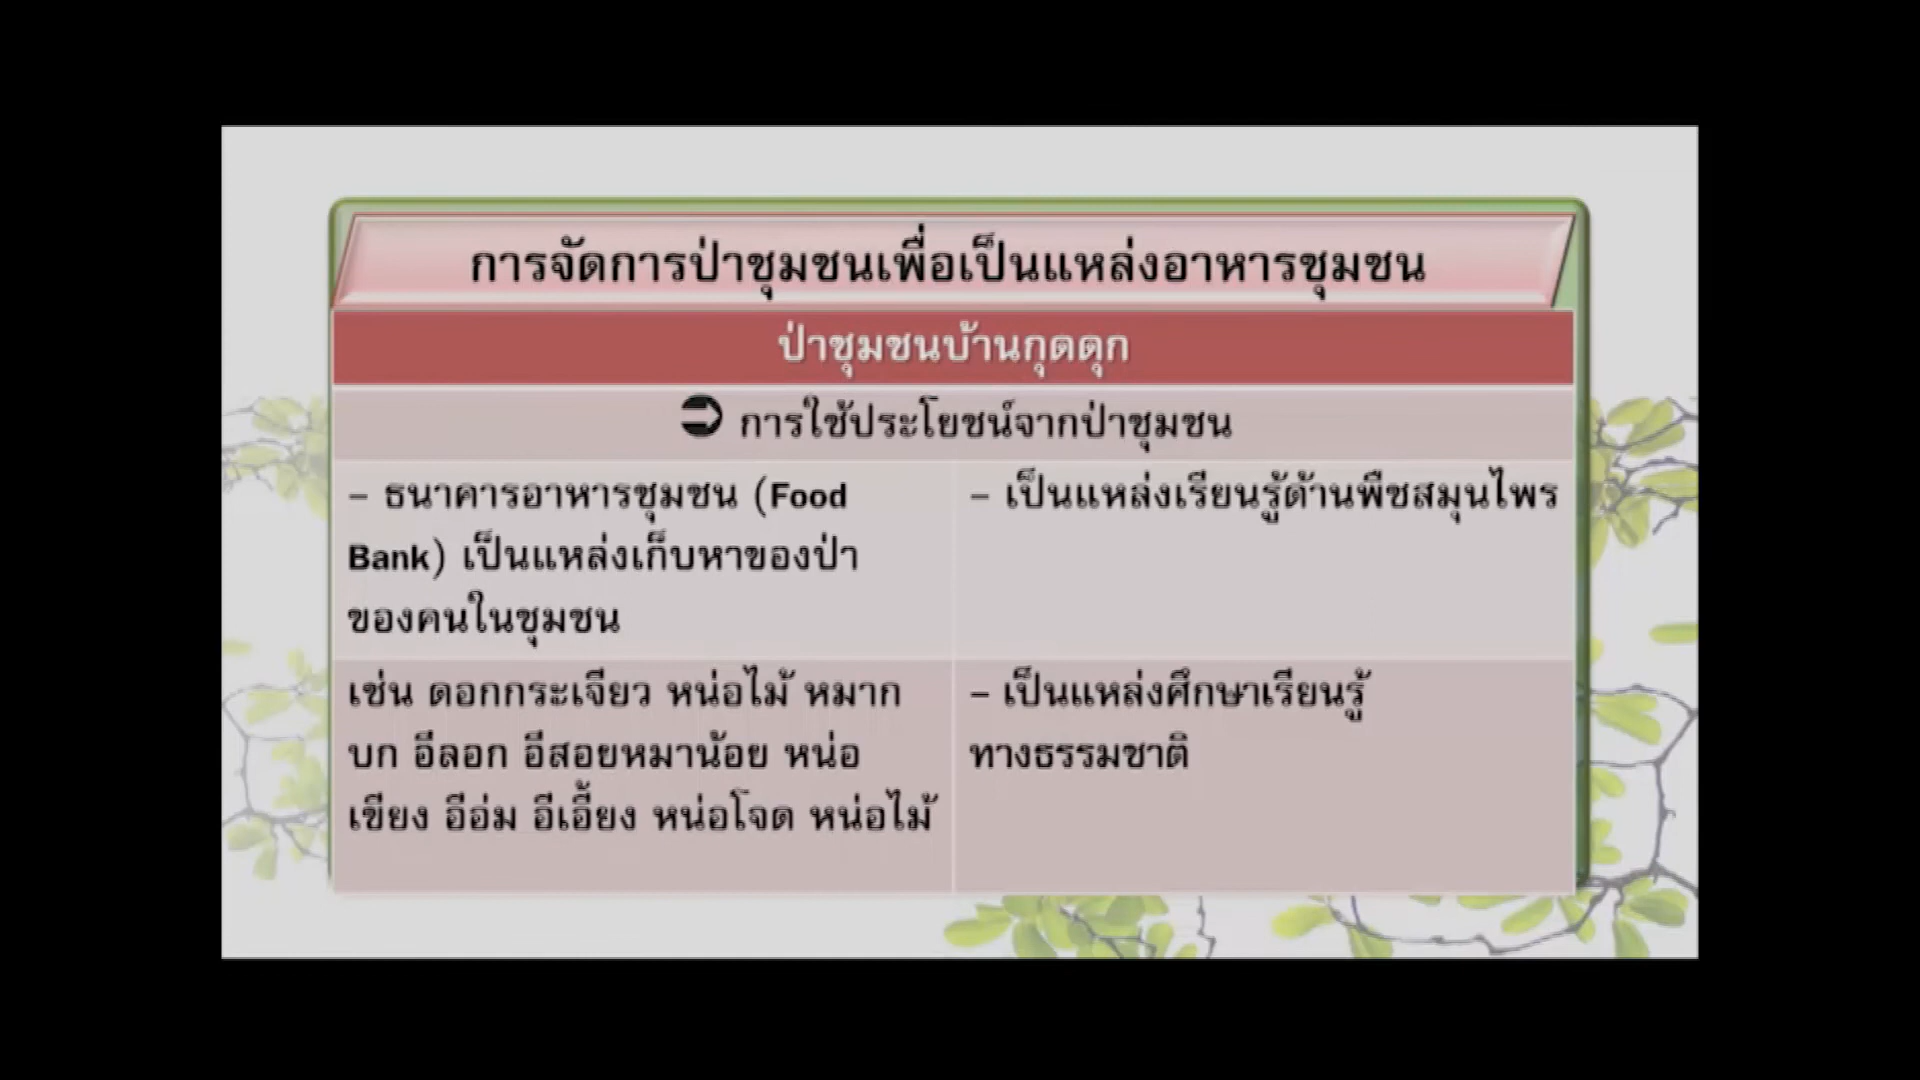 การจัดการป่าชุมชนเพื่อเป็นแหล่งอาหารชุมชน
ป่าชุมชนบ้านกุดดุก
➲ การใช้ประโยชน์จากป่าชุมชน
– ธนาคารอาหารชุมชน (Food
Bank) เป็นแหล่งเก็บหาของป่า
ของคนในชุมชน
– เป็นแหล่งเรียนรู้ด้านพืชสมุนไพร
เช่น ดอกกระเจียว หน่อไม้ หมาก
บก อีลอก อีสอยหมาน้อย หน่อ
เขียง อีอ่ม อีเอี้ยง หน่อโจด หน่อไม้
– เป็นแหล่งศึกษาเรียนรู้
ทางธรรมชาติ